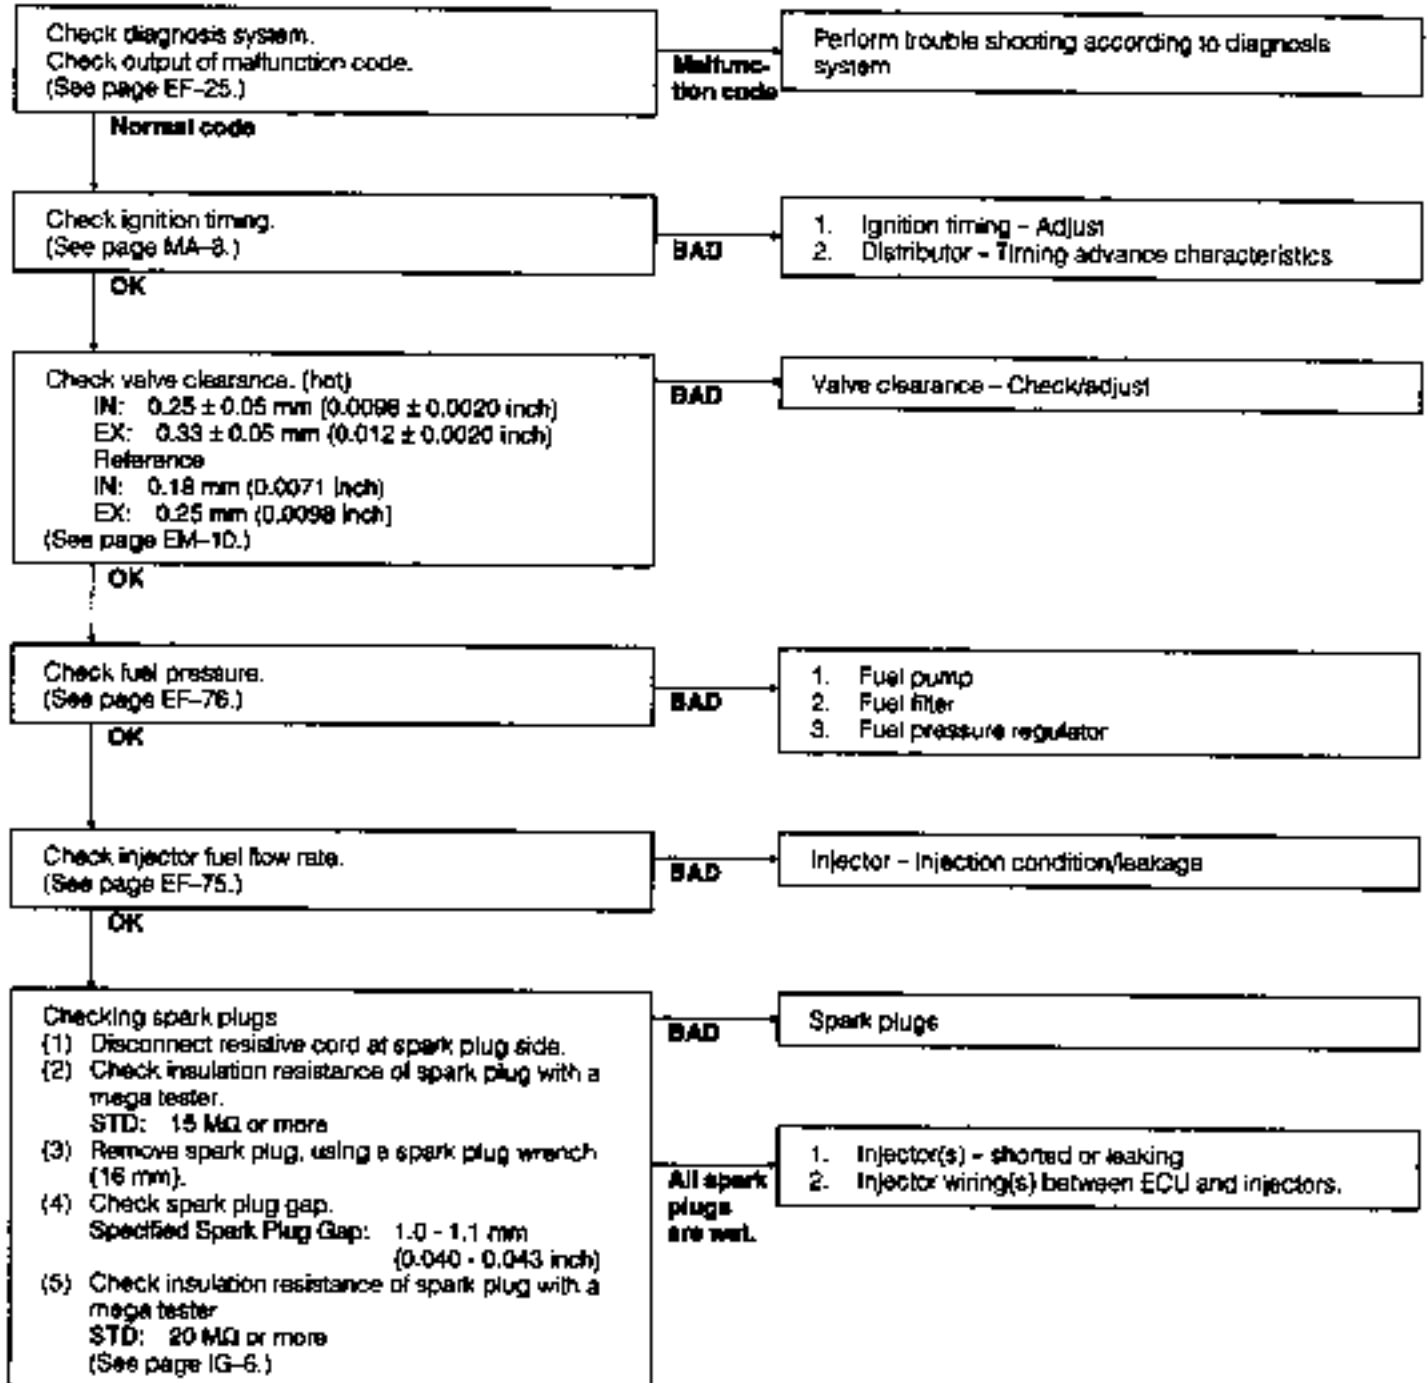 Check diagnosis system.
Check output of malfunction code.
(See page EF–25.)
Malfunc-
tion code
Perform trouble shooting according to diagnosis
system
Normal code
Check ignition timing.
(See page MA–8.)
BAD
1. Ignition timing – Adjust
2. Distributor – Timing advance characteristics
OK
Check valve clearance. (hot)
IN: 0.25 ± 0.05 mm (0.0098 ± 0.0020 inch)
EX: 0.33 ± 0.05 mm (0.012 ± 0.0020 inch)
Reference
IN: 0.18 mm (0.0071 inch)
EX: 0.25 mm (0.0098 inch)
(See page EM–10.)
BAD
Valve clearance – Check/adjust
OK
Check fuel pressure.
(See page EF–76.)
BAD
1. Fuel pump
2. Fuel filter
3. Fuel pressure regulator
OK
Check injector fuel flow rate.
(See page EF–75.)
BAD
Injector – Injection condition/leakage
OK
Checking spark plugs
(1) Disconnect resistive cord at spark plug side.
(2) Check insulation resistance of spark plug with a
mega tester.
STD: 15 MΩ or more
(3) Remove spark plug, using a spark plug wrench
(16 mm).
(4) Check spark plug gap.
Specified Spark Plug Gap: 1.0 - 1.1 mm
(0.040 - 0.043 inch)
(5) Check insulation resistance of spark plug with a
mega tester
STD: 20 MΩ or more
(See page IG–6.)
BAD
Spark plugs
All spark
plugs
are wet.
1. Injector(s) – shorted or leaking
2. Injector wiring(s) between ECU and injectors.